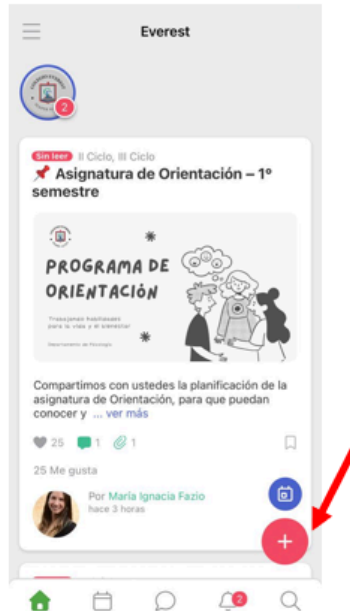 Everest
2
Sin leer II Ciclo, III Ciclo
📌 Asignatura de Orientación – 1º
semestre
PROGRAMA DE
ORIENTACIÓN
Trabajando habilidades
para la vida y el bienestar
Departamento de Psicología
Compartimos con ustedes la planificación de la
asignatura de Orientación, para que puedan
conocer y ... ver más
25 1 1
25 Me gusta
Por María Ignacia Fazio
hace 3 horas
+
2